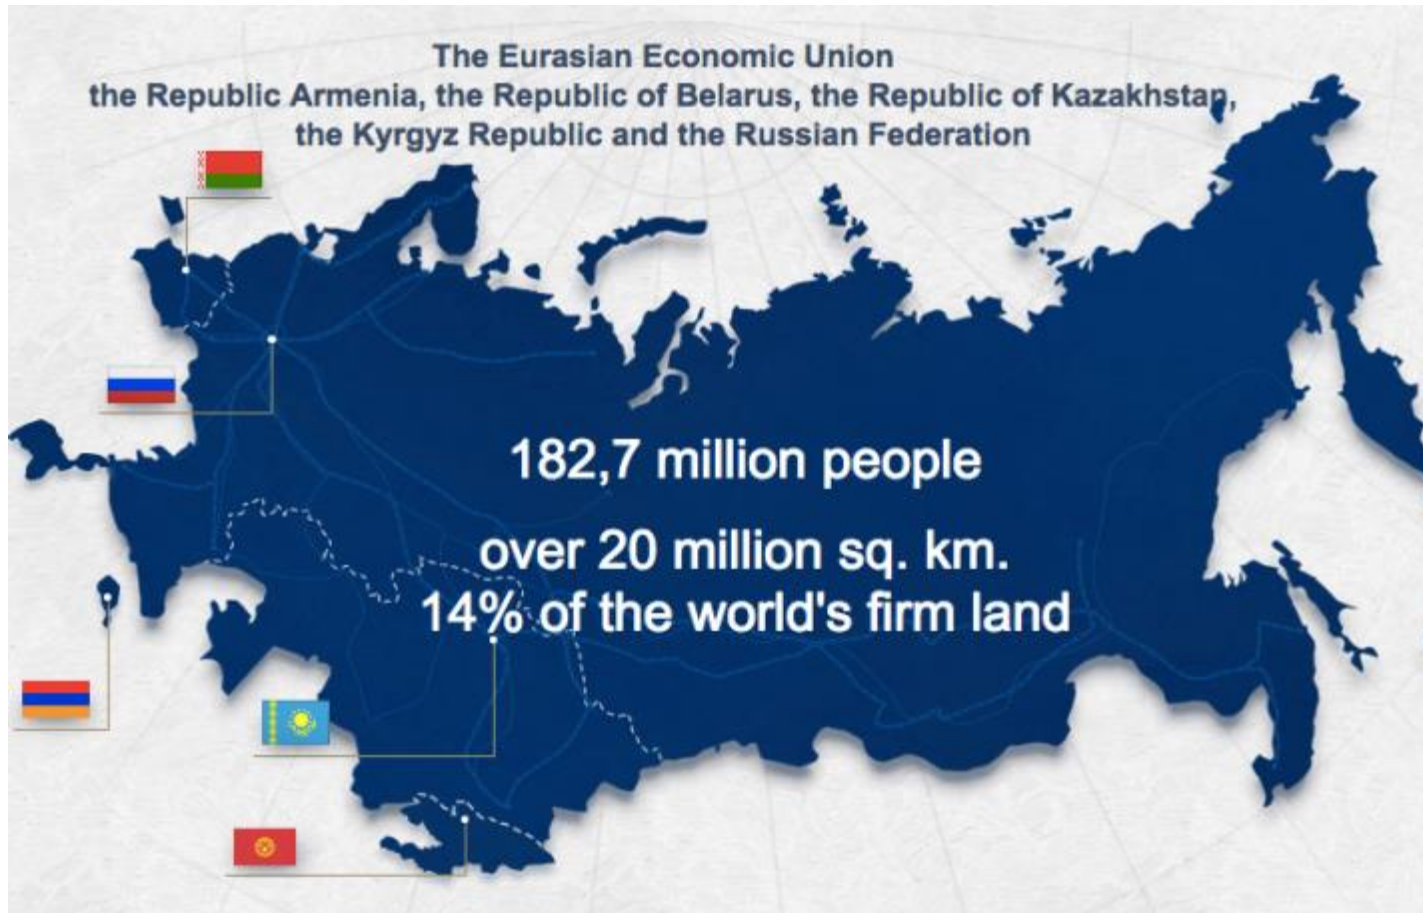 The Eurasian Economic Union
the Republic Armenia, the Republic of Belarus, the Republic of Kazakhstan,
the Kyrgyz Republic and the Russian Federation
182,7 million people
over 20 million sq. km.
14% of the world's firm land